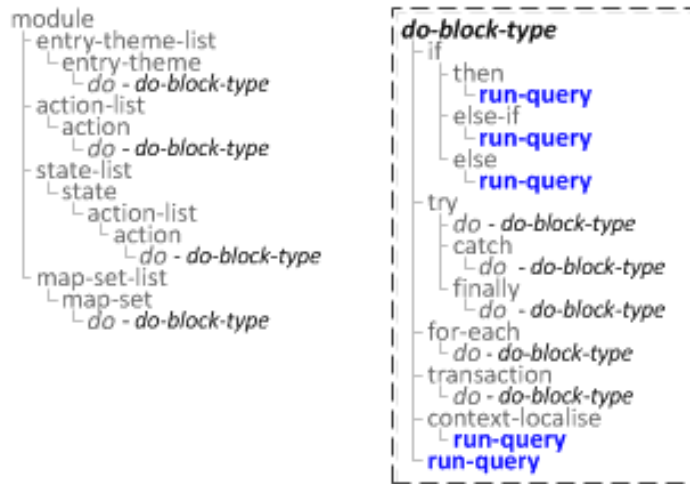 module
entry-theme-list
entry-theme
do - do-block-type
action-list
action
do - do-block-type
state-list
state
action-list
action
do - do-block-type
map-set-list
map-set
do - do-block-type
do-block-type
if
then
run-query
else-if
run-query
else
run-query
try
do - do-block-type
catch
do - do-block-type
finally
do - do-block-type
for-each
do - do-block-type
transaction
do - do-block-type
context-localise
run-query
run-query